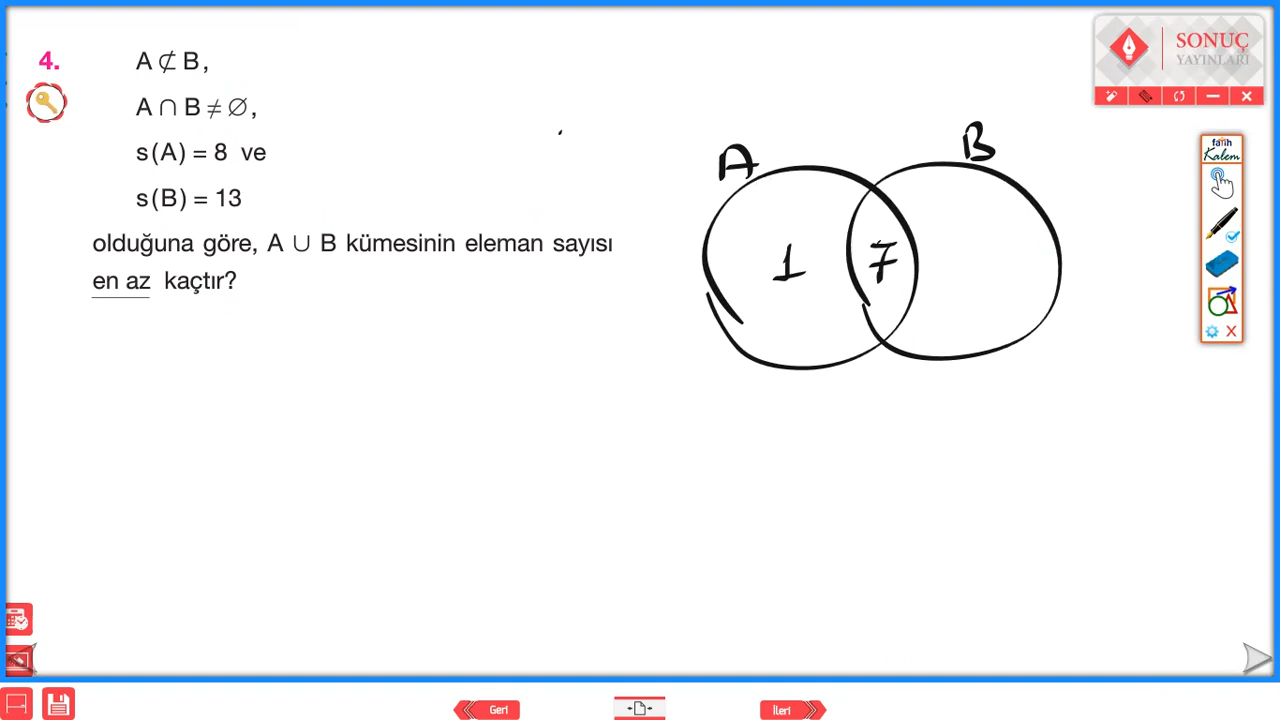 4.
A ⊄ B,
A ∩ B ≠ ∅,
s(A) = 8 ve
s(B) = 13
olduğuna göre, A ∪ B kümesinin eleman sayısı
en az kaçtır?
A
B
1
7
SONUÇ
YAYINLARI
fatih
Kalem
Geri
İleri